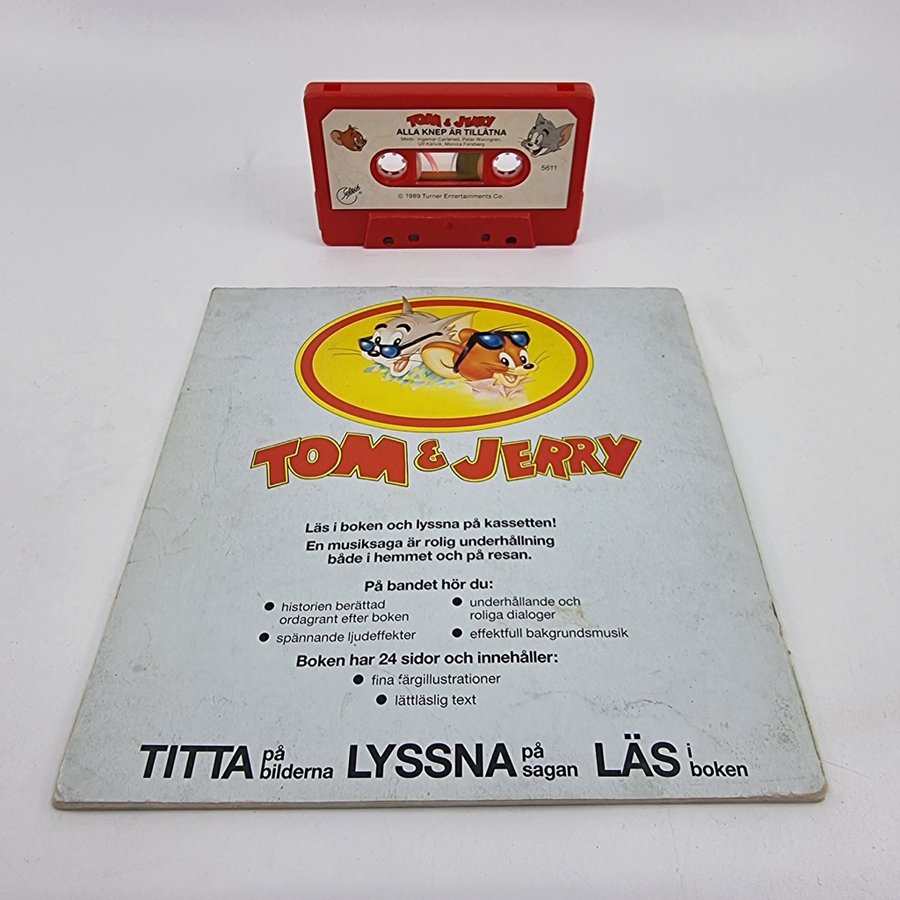 TOM & JERRY
ALLA KNEP ÄR TILLÅTNA
Medv: Ingemar Carlehed, Peter Wanngren,
Ulf Källvik, Monica Forsberg
5611
© 1989 Turner Entertainments Co.
TOM & JERRY
Läs i boken och lyssna på kassetten!
En musiksaga är rolig underhållning
både i hemmet och på resan.
På bandet hör du:
● historien berättad
ordagrant efter boken
● spännande ljudeffekter
● underhållande och
roliga dialoger
● effektfull bakgrundsmusik
Boken har 24 sidor och innehåller:
● fina färgillustrationer
● lättläslig text
TITTA på bilderna LYSSNA på sagan LÄS i boken